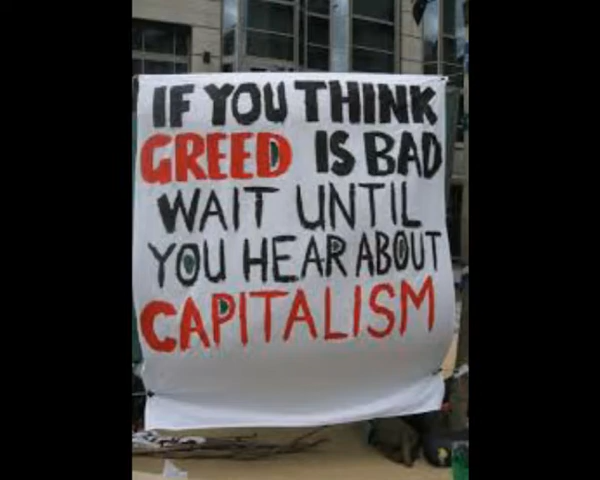 IF YOU THINK
GREED IS BAD
WAIT UNTIL
YOU HEAR ABOUT
CAPITALISM